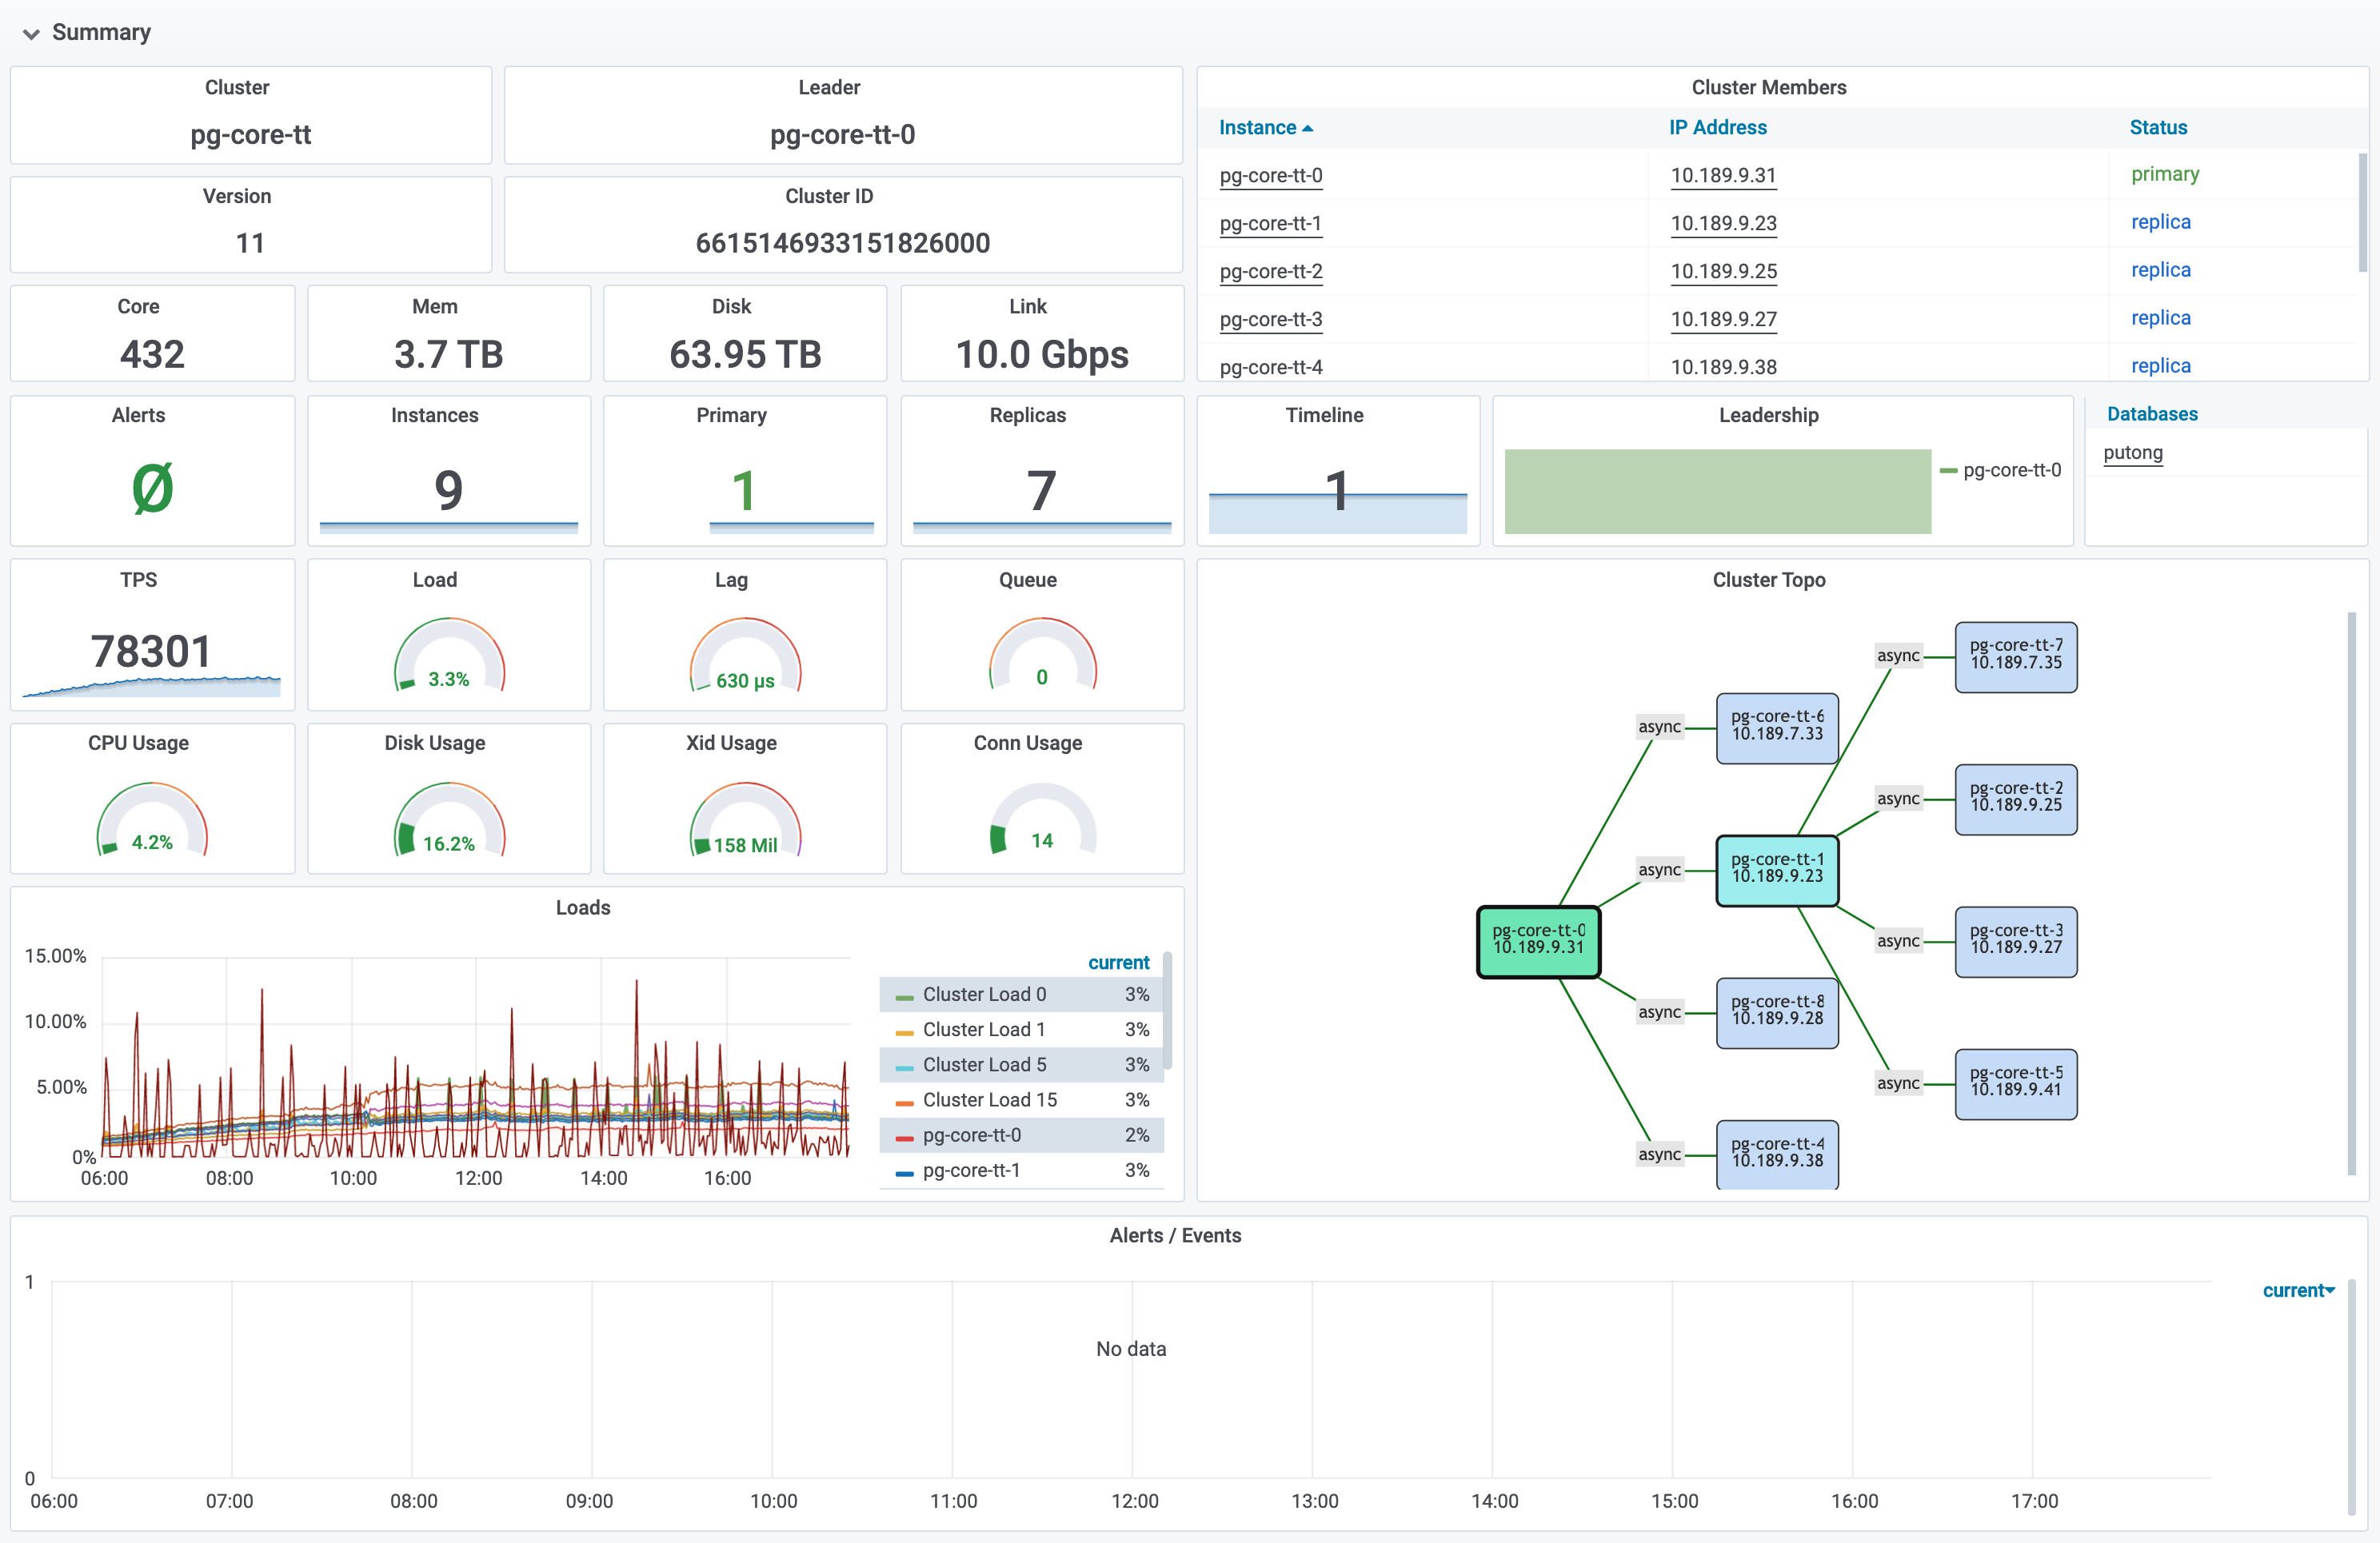 Summary
Cluster
pg-core-tt
Leader
pg-core-tt-0
Version
11
Cluster ID
6615146933151826000
Core
432
Mem
3.7 TB
Disk
63.95 TB
Link
10.0 Gbps
Cluster Members
Instance IP Address Status
pg-core-tt-0 10.189.9.31 primary
pg-core-tt-1 10.189.9.23 replica
pg-core-tt-2 10.189.9.25 replica
pg-core-tt-3 10.189.9.27 replica
pg-core-tt-4 10.189.9.38 replica
Alerts
Ø
Instances
9
Primary
1
Replicas
7
Timeline
1
Leadership
pg-core-tt-0
Databases
putong
TPS
78301
Load
3.3%
Lag
630 µs
Queue
0
CPU Usage
4.2%
Disk Usage
16.2%
Xid Usage
158 Mil
Conn Usage
14
Cluster Topo
async
pg-core-tt-7
10.189.7.35
async
pg-core-tt-6
10.189.7.33
async
pg-core-tt-2
10.189.9.25
async
pg-core-tt-1
10.189.9.23
pg-core-tt-0
10.189.9.31
async
pg-core-tt-3
10.189.9.27
async
pg-core-tt-8
10.189.9.28
async
pg-core-tt-5
10.189.9.41
async
pg-core-tt-4
10.189.9.38
Loads
15.00%
10.00%
5.00%
0%
06:00 08:00 10:00 12:00 14:00 16:00
current
Cluster Load 0 3%
Cluster Load 1 3%
Cluster Load 5 3%
Cluster Load 15 3%
pg-core-tt-0 2%
pg-core-tt-1 3%
Alerts / Events
1
current
No data
0
06:00 07:00 08:00 09:00 10:00 11:00 12:00 13:00 14:00 15:00 16:00 17:00